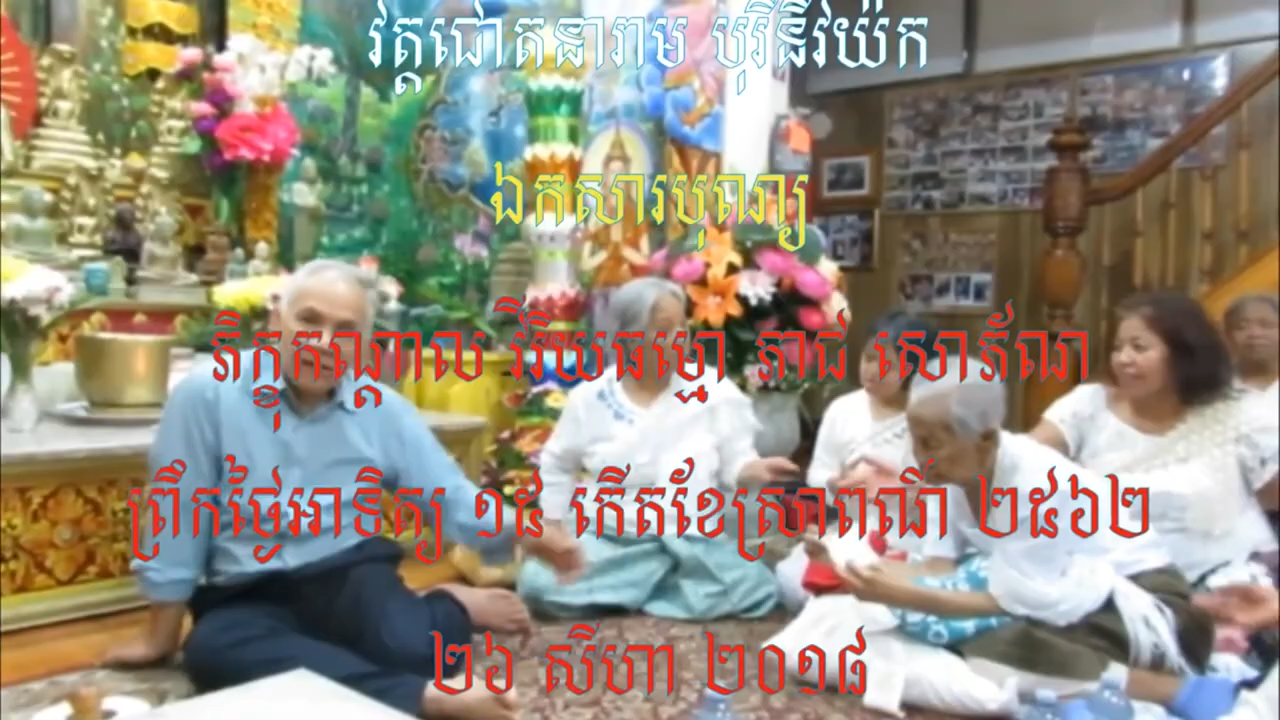 វត្តជោតនារាម បុរីនីវយ៉ក
ឯកសារបុណ្យ
ភិក្ខុកណ្តាល វិរិយធម្មោ ភាជ សោភ័ណ
ព្រឹកថ្ងៃអាទិត្យ ១៥ កើតខែស្រាពណ៍ ២៥៦២
២៦ សីហា ២០១៨